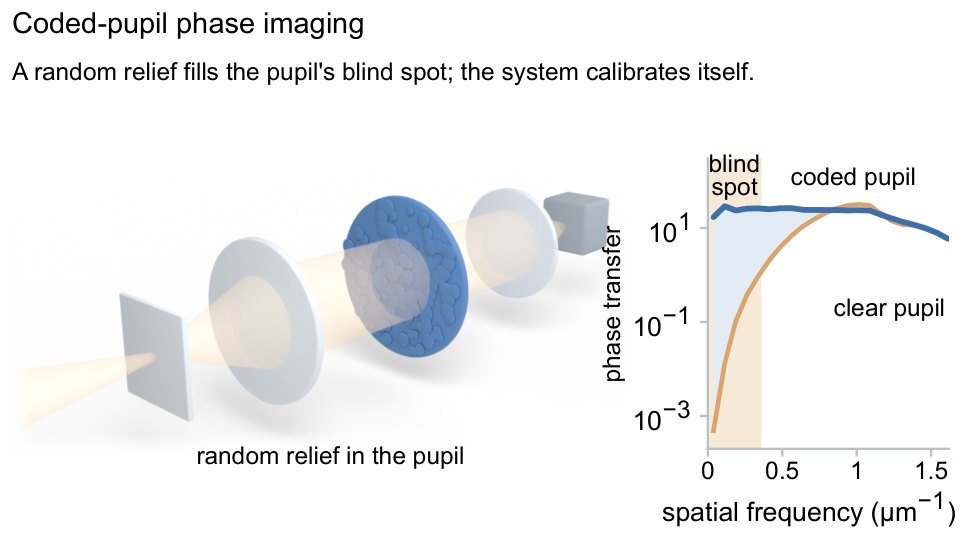 Coded-pupil phase imaging
A random relief fills the pupil's blind spot; the system calibrates itself.
blind
spot
coded pupil
clear pupil
phase transfer
10¹
10⁻¹
10⁻³
0
0.5
1
1.5
spatial frequency (μm⁻¹)
random relief in the pupil